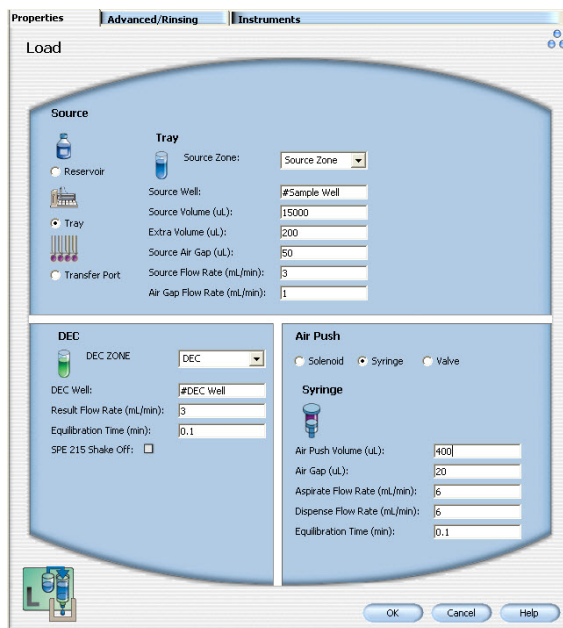 Properties
Advanced/Rinsing
Instruments
Load
Source
Reservoir
Tray
Transfer Port
Tray
Source Zone: Source Zone
Source Well: #Sample Well
Source Volume (uL): 15000
Extra Volume (uL): 200
Source Air Gap (uL): 50
Source Flow Rate (mL/min): 3
Air Gap Flow Rate (mL/min): 1
DEC
DEC ZONE DEC
DEC Well: #DEC Well
Result Flow Rate (mL/min): 3
Equilibration Time (min): 0.1
SPE 215 Shake Off:
Air Push
Solenoid Syringe Valve
Syringe
Air Push Volume (uL): 400
Air Gap (uL): 20
Aspirate Flow Rate (mL/min): 6
Dispense Flow Rate (mL/min): 6
Equilibration Time (min): 0.1
L
OK Cancel Help